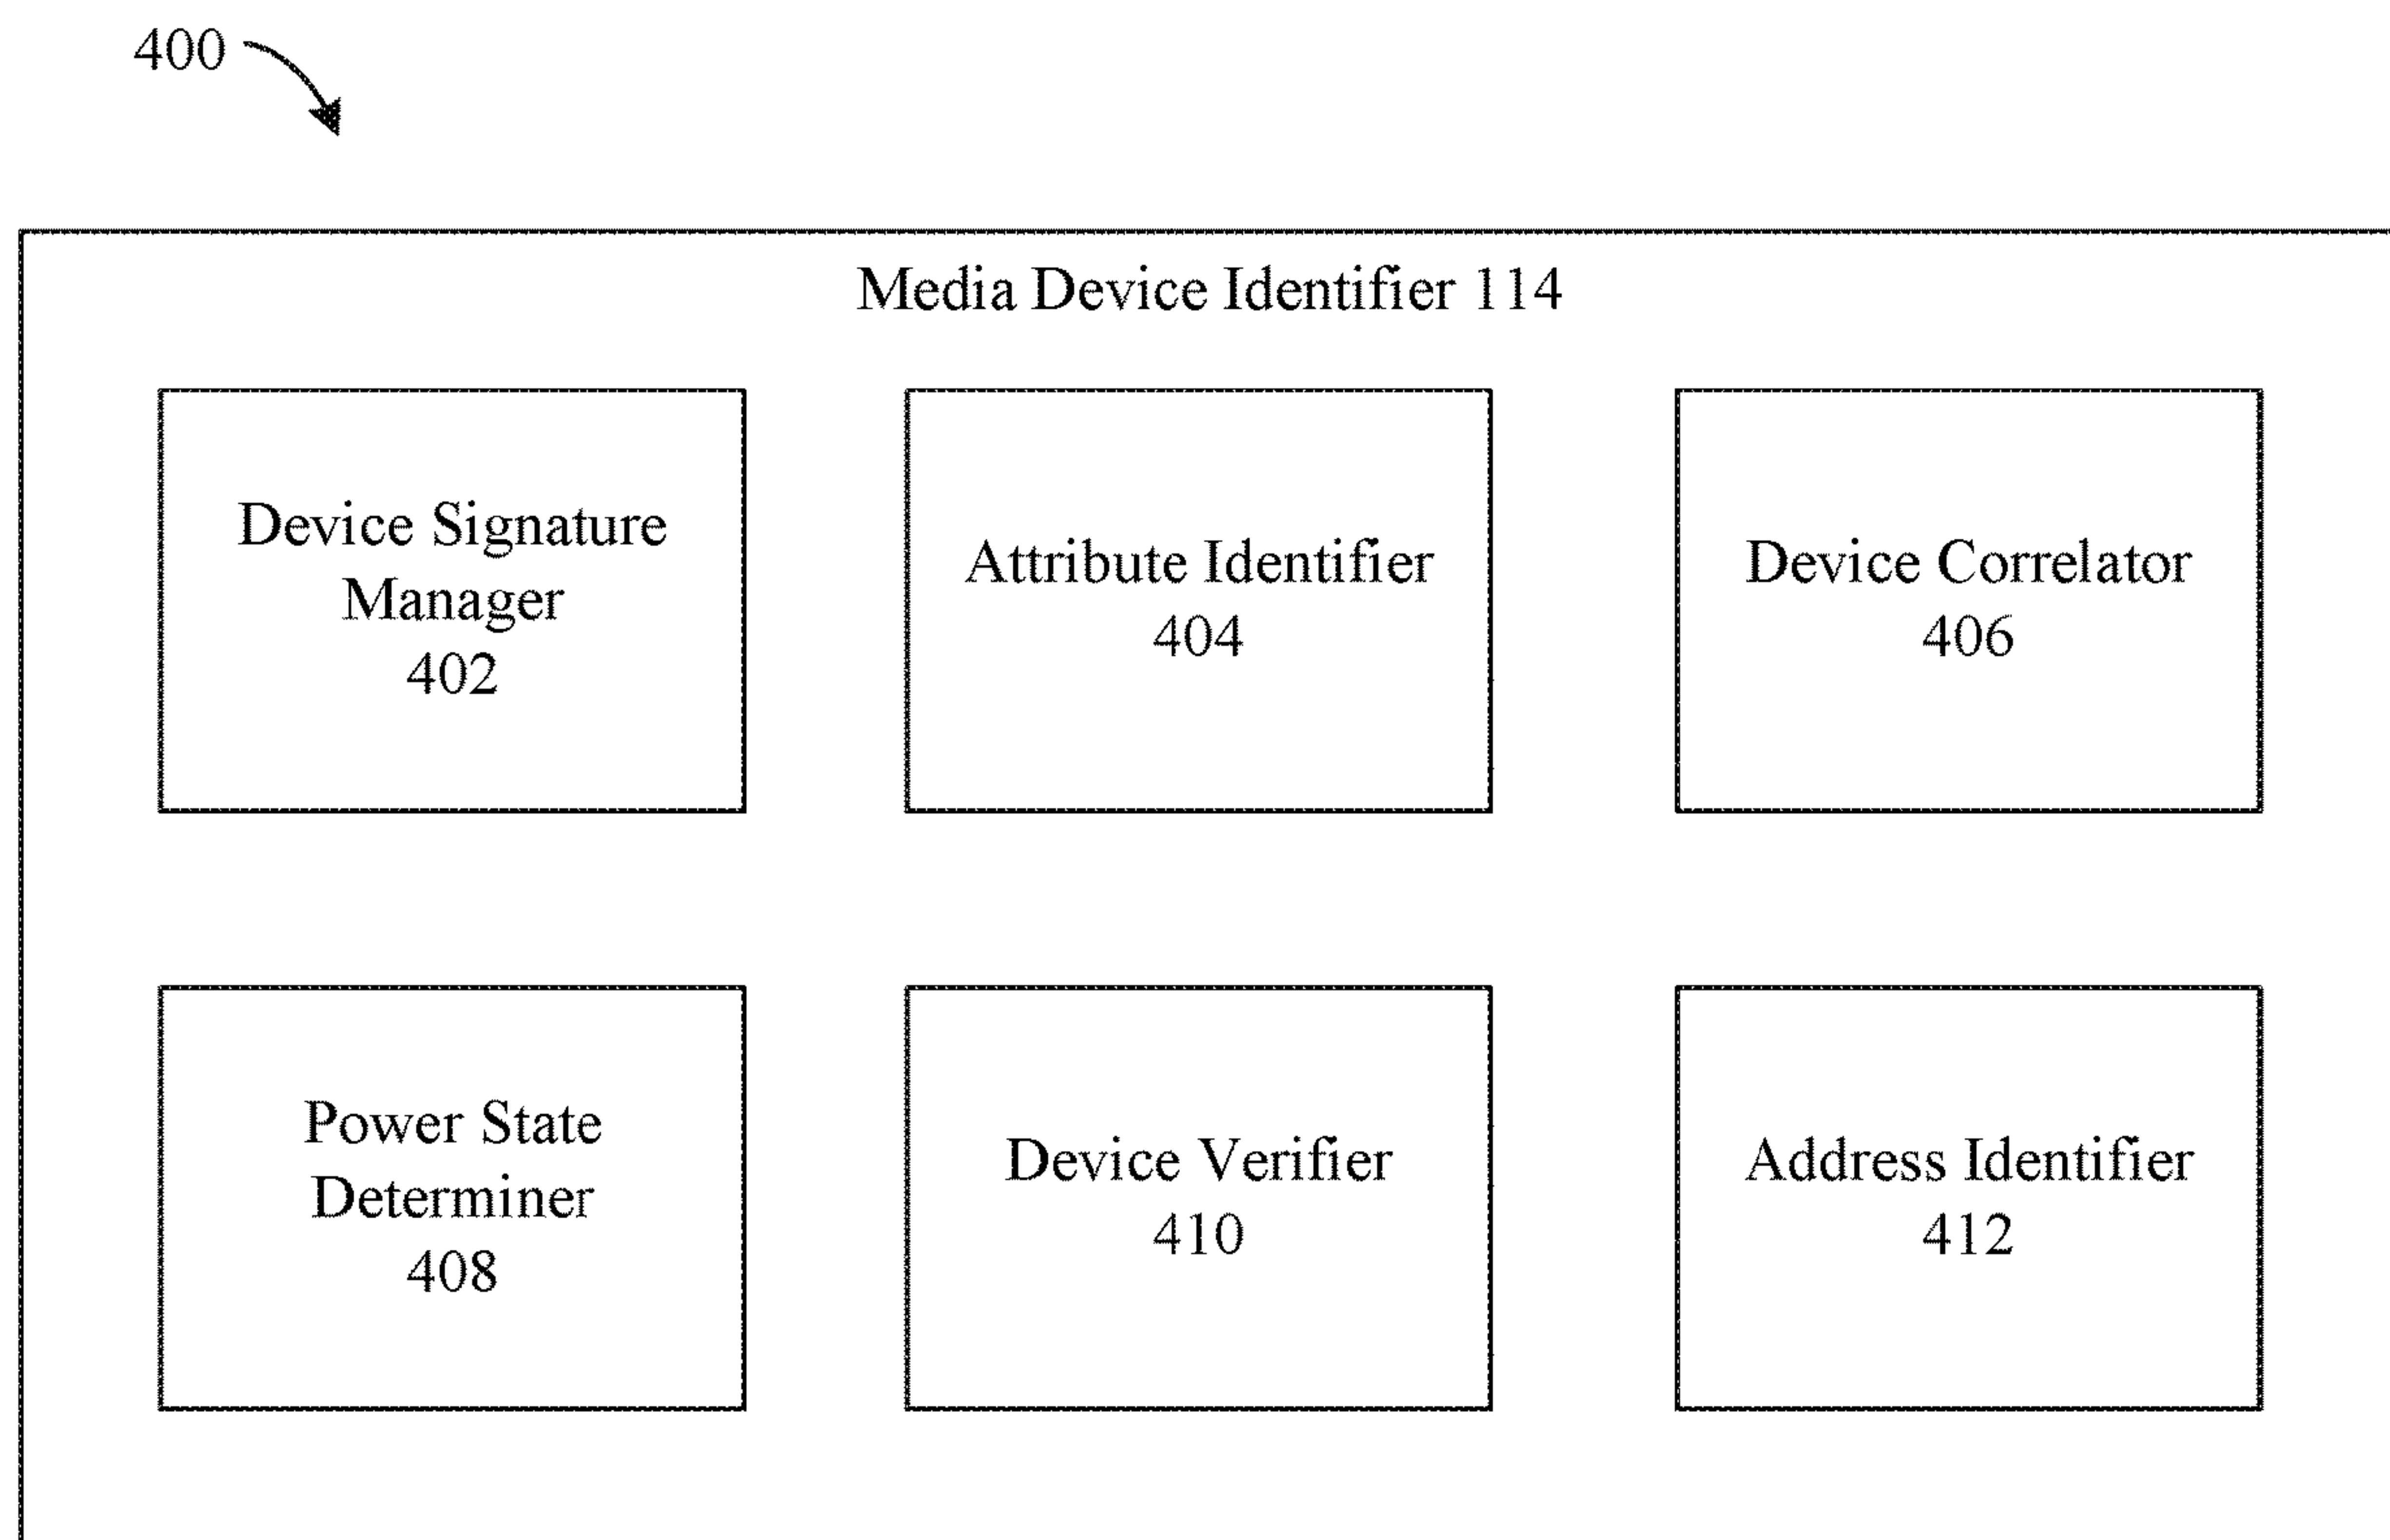 400
Media Device Identifier 114
Device Signature
Manager
402
Attribute Identifier
404
Device Correlator
406
Power State
Determiner
408
Device Verifier
410
Address Identifier
412